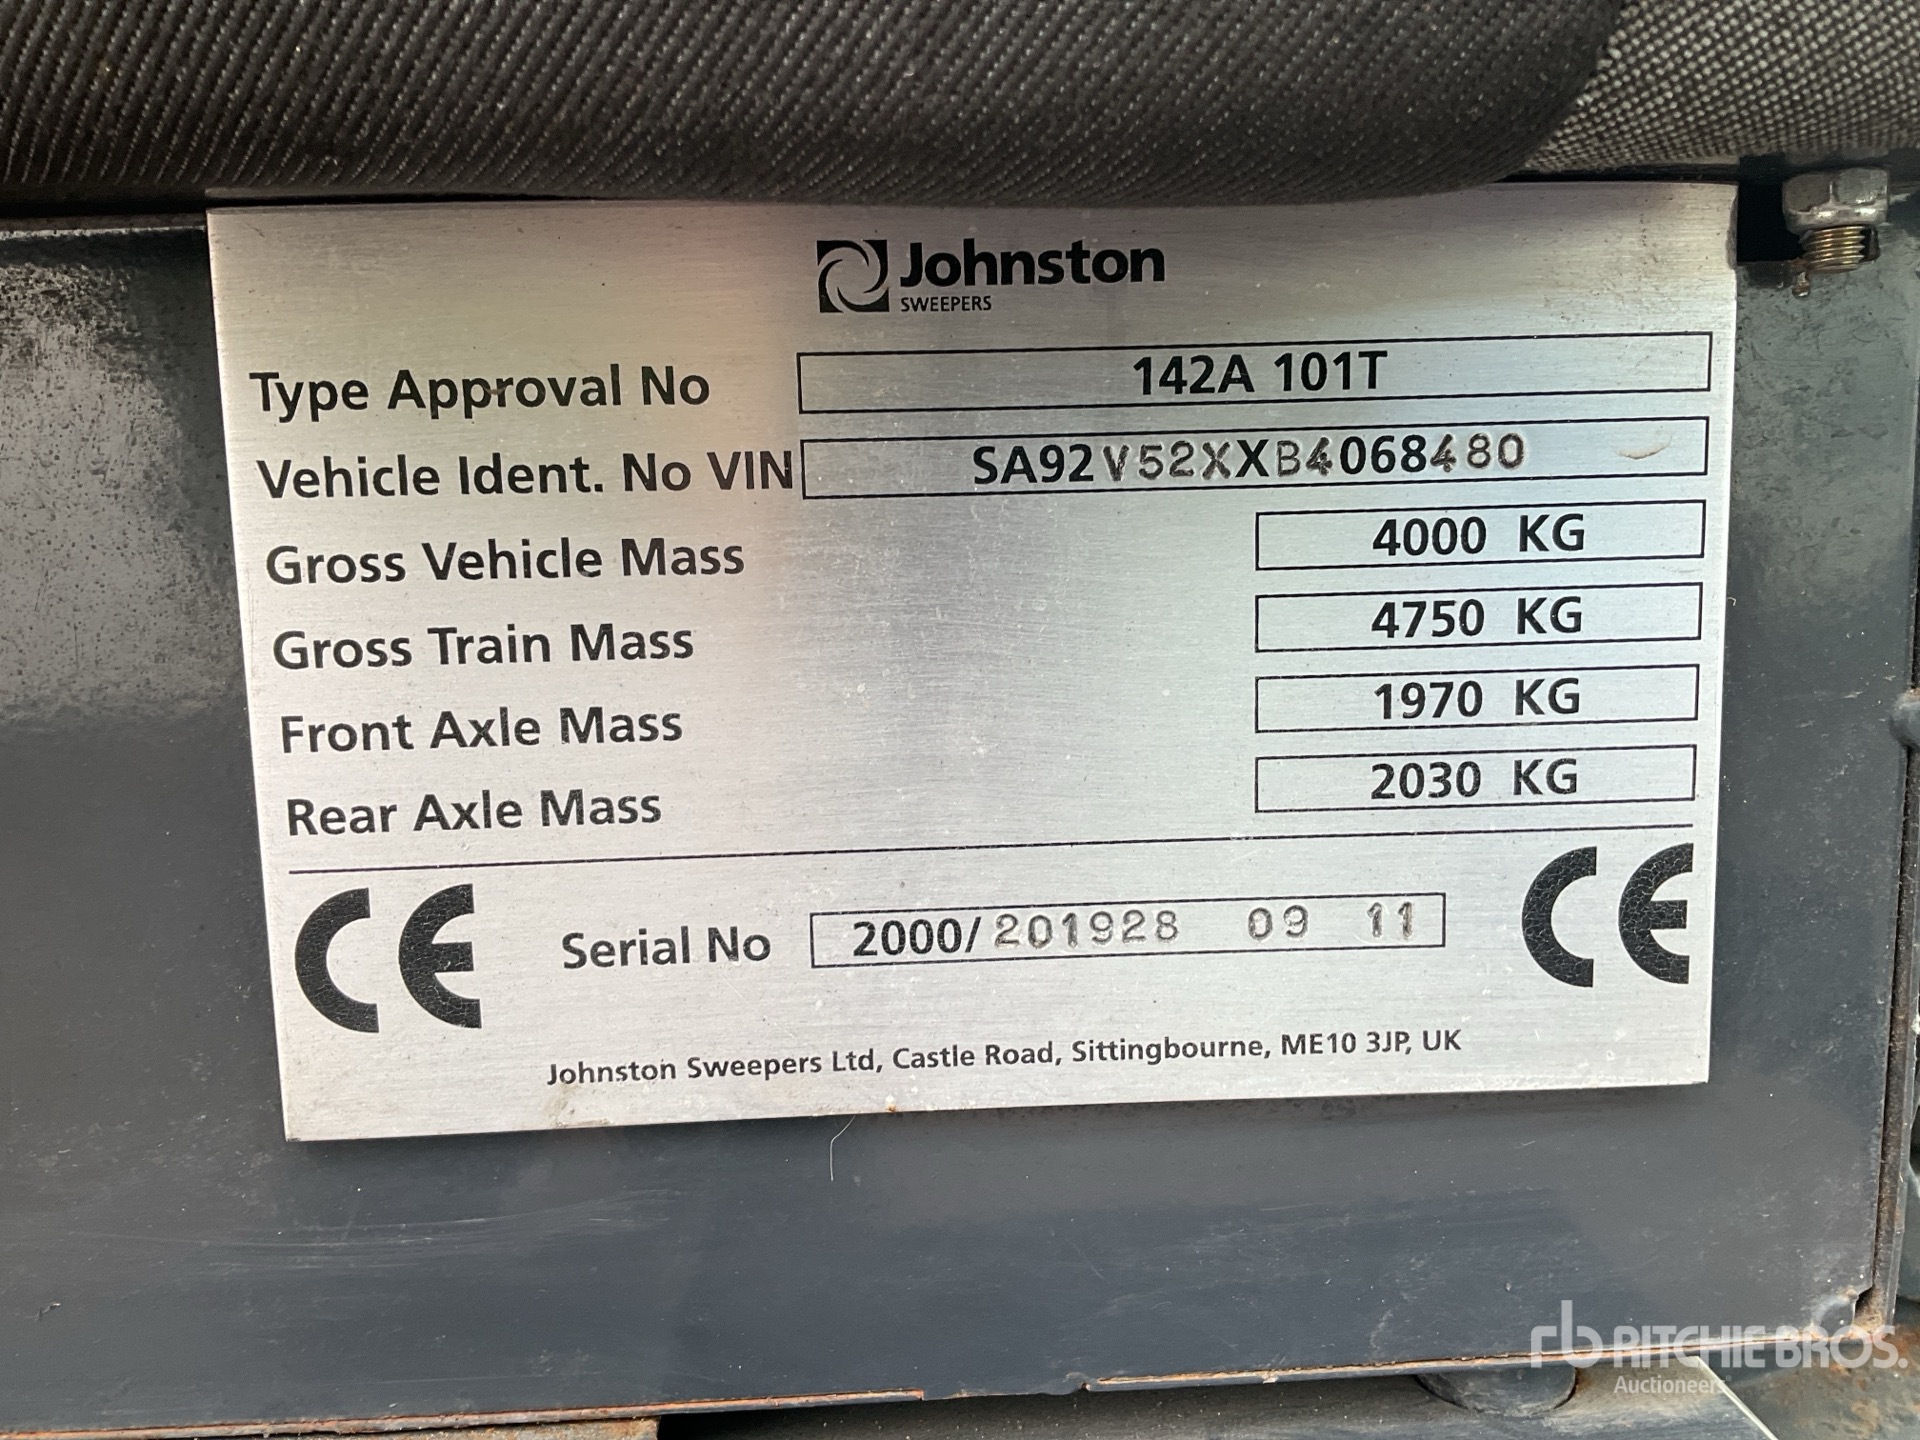 Johnston
SWEEPERS
Type Approval No 142A 101T
Vehicle Ident. No VIN SA92V52XXB4068480
Gross Vehicle Mass 4000 KG
Gross Train Mass 4750 KG
Front Axle Mass 1970 KG
Rear Axle Mass 2030 KG
CE Serial No 2000/201928 09 11 CE
Johnston Sweepers Ltd, Castle Road, Sittingbourne, ME10 3JP, UK
rb RITCHIE BROS.
Auctioneers